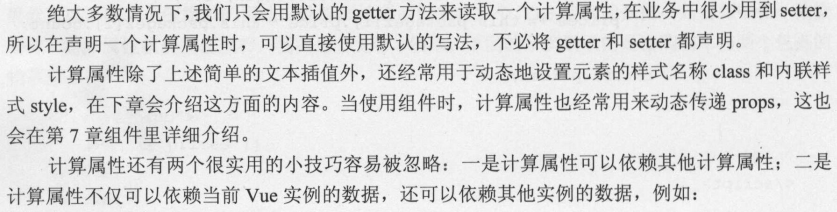 绝大多数情况下，我们只会用默认的 getter 方法来读取一个计算属性，在业务中很少用到 setter，
所以在声明一个计算属性时，可以直接使用默认的写法，不必将 getter 和 setter 都声明。
计算属性除了上述简单的文本插值外，还经常用于动态地设置元素的样式名称 class 和内联样
式 style，在下章会介绍这方面的内容。当使用组件时，计算属性也经常用来动态传递 props，这也
会在第 7 章组件里详细介绍。
计算属性还有两个很实用的小技巧容易被忽略：一是计算属性可以依赖其他计算属性；二是
计算属性不仅可以依赖当前 Vue 实例的数据，还可以依赖其他实例的数据，例如：